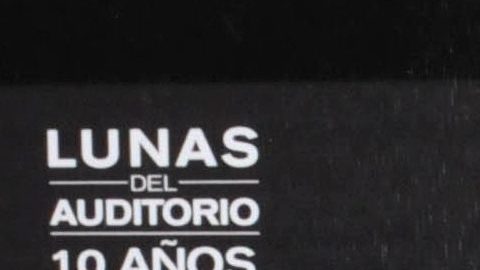 LUNAS
DEL
AUDITORIO
10 AÑOS